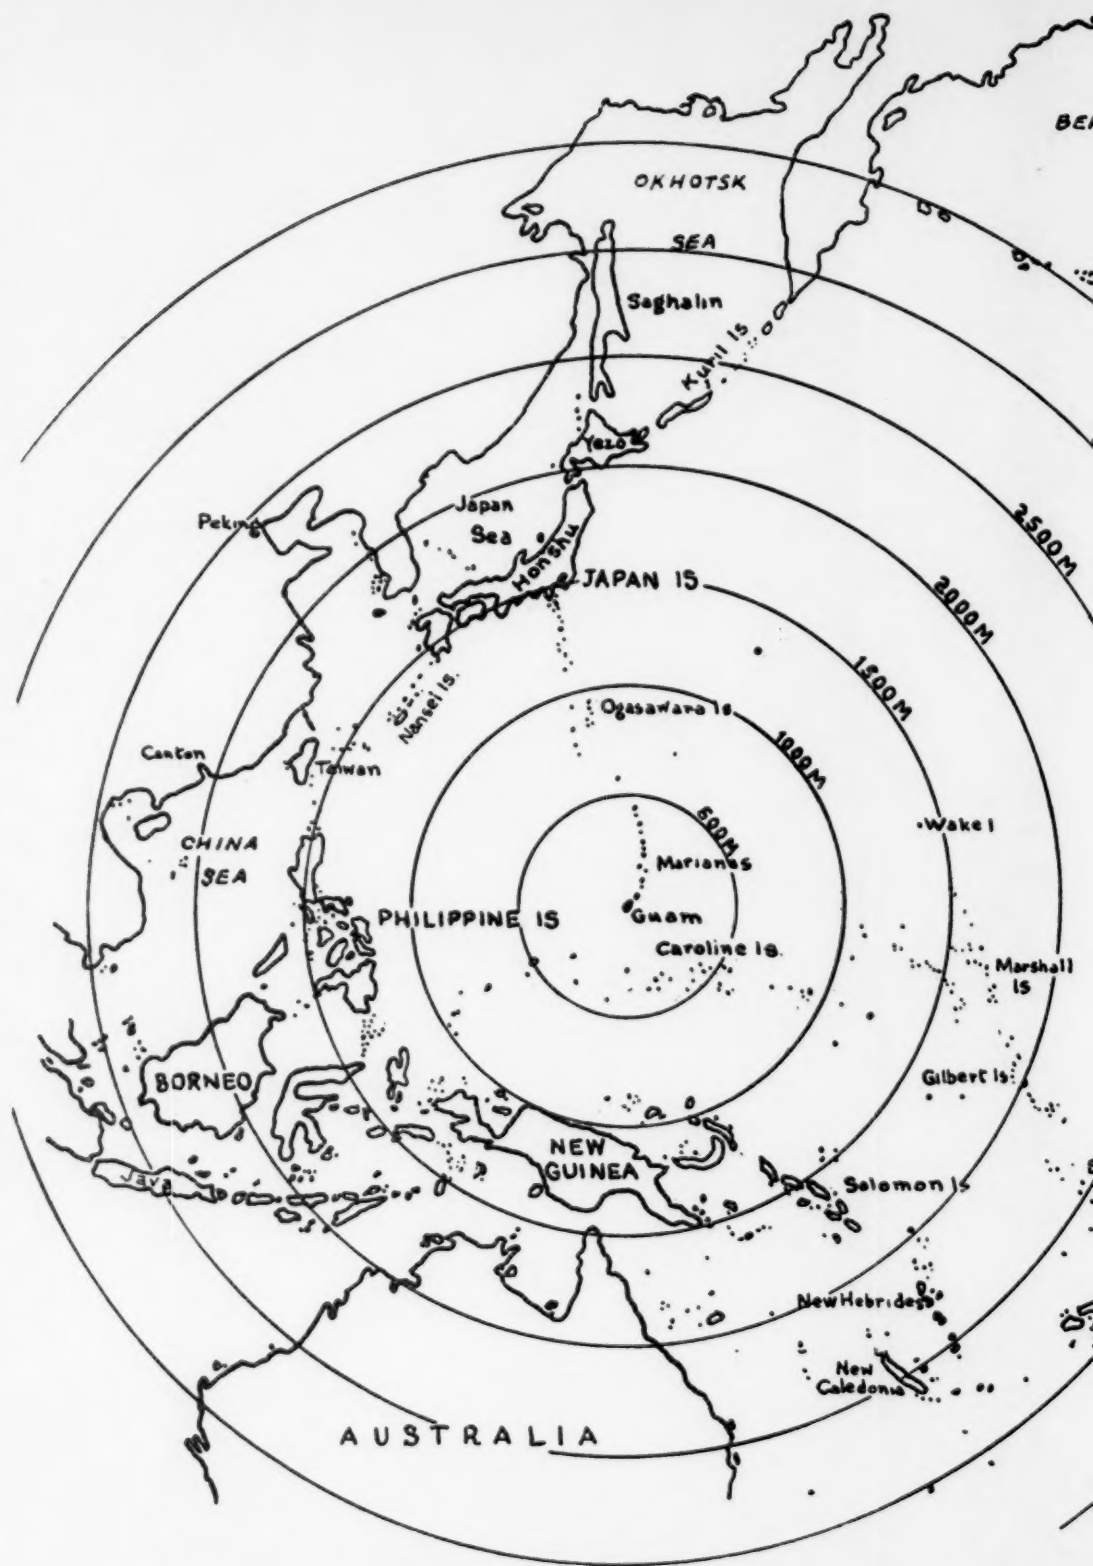 BE
OKHOTSK
SEA
Saghalin
Kuril Is
Yezo
Peking
Japan
Sea
Honshu
JAPAN IS
2500M
2000M
1500M
1000M
500M
Nansei Is.
Ogasawara Is
Canton
Taiwan
Wake I
CHINA
SEA
Marianas
Guam
PHILIPPINE IS
Caroline Is.
Marshall
IS
BORNEO
Gilbert Is
NEW
GUINEA
Java
Solomon Is
New Hebrides
New
Caledonia
AUSTRALIA